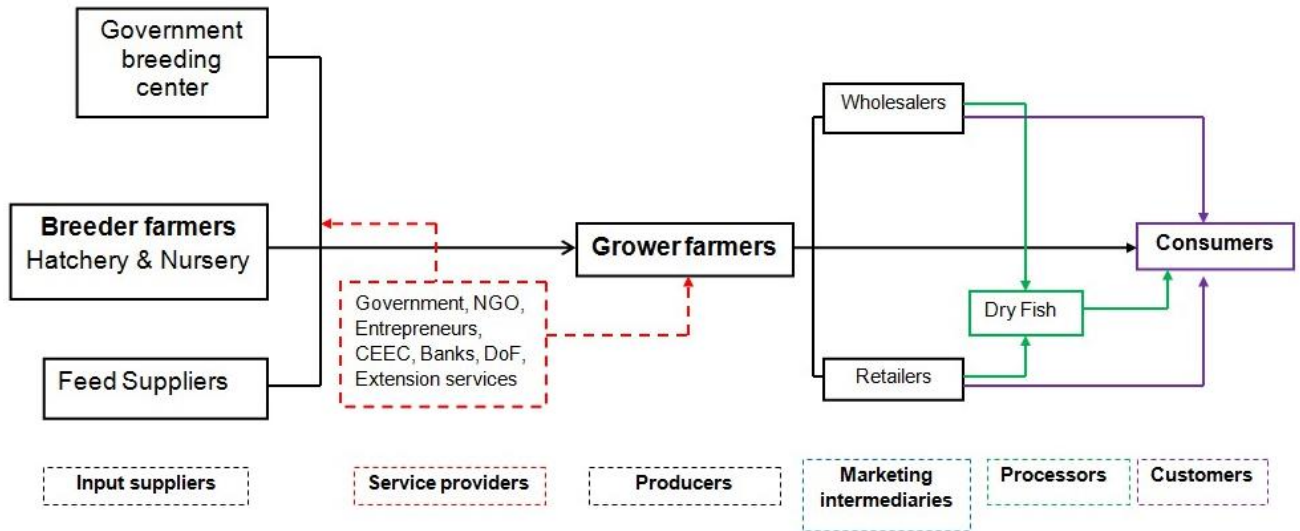 Government
breeding
center
Breeder farmers
Hatchery & Nursery
Feed Suppliers
Government, NGO,
Entrepreneurs,
CEEC, Banks, DoF,
Extension services
Grower farmers
Wholesalers
Retailers
Dry Fish
Consumers
Input suppliers
Service providers
Producers
Marketing
intermediaries
Processors
Customers